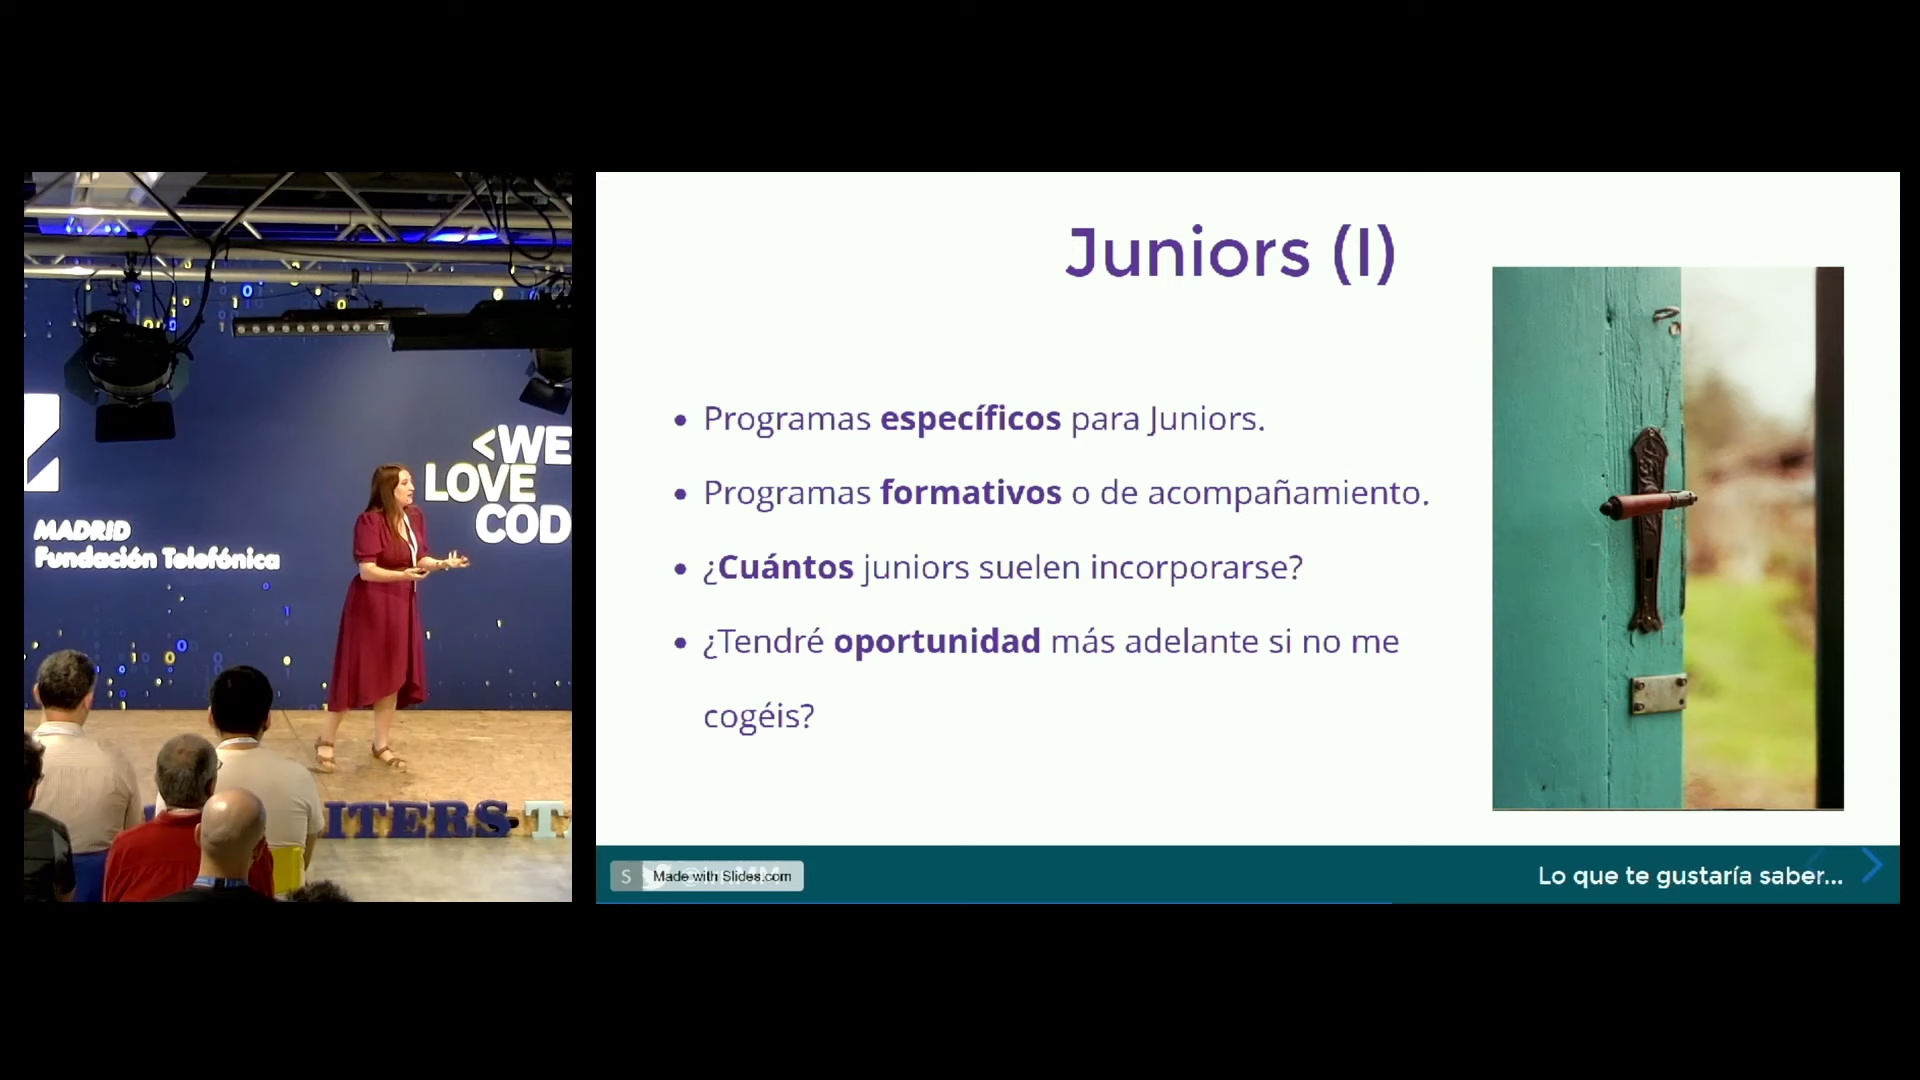 <WE
LOVE
COD
MADRID
Fundación Telefónica
ITERS
Juniors (I)
• Programas específicos para Juniors.
• Programas formativos o de acompañamiento.
• ¿Cuántos juniors suelen incorporarse?
• ¿Tendré oportunidad más adelante si no me
cogéis?
S Made with Slides.com
Lo que te gustaría saber...